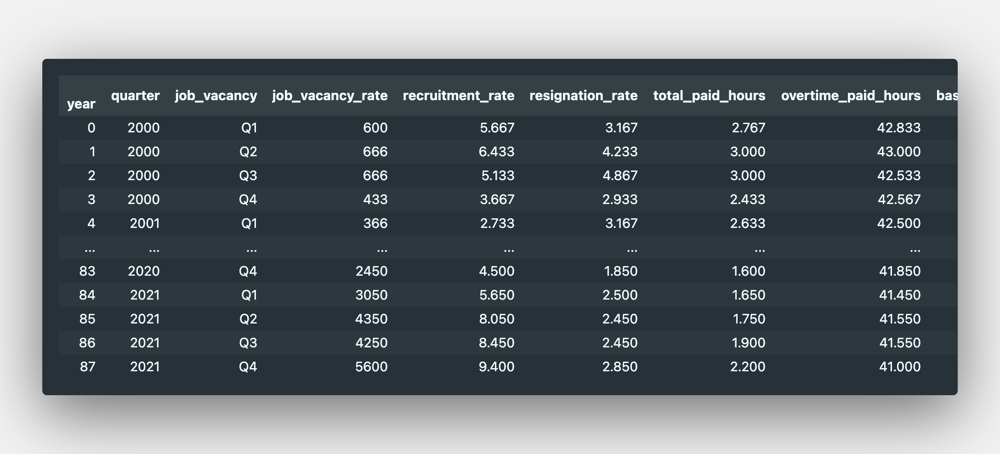 year quarter job_vacancy job_vacancy_rate recruitment_rate resignation_rate total_paid_hours overtime_paid_hours bas
0 2000 Q1 600 5.667 3.167 2.767 42.833
1 2000 Q2 666 6.433 4.233 3.000 43.000
2 2000 Q3 666 5.133 4.867 3.000 42.533
3 2000 Q4 433 3.667 2.933 2.433 42.567
4 2001 Q1 366 2.733 3.167 2.633 42.500
... ... ... ... ... ... ... ...
83 2020 Q4 2450 4.500 1.850 1.600 41.850
84 2021 Q1 3050 5.650 2.500 1.650 41.450
85 2021 Q2 4350 8.050 2.450 1.750 41.550
86 2021 Q3 4250 8.450 2.450 1.900 41.550
87 2021 Q4 5600 9.400 2.850 2.200 41.000